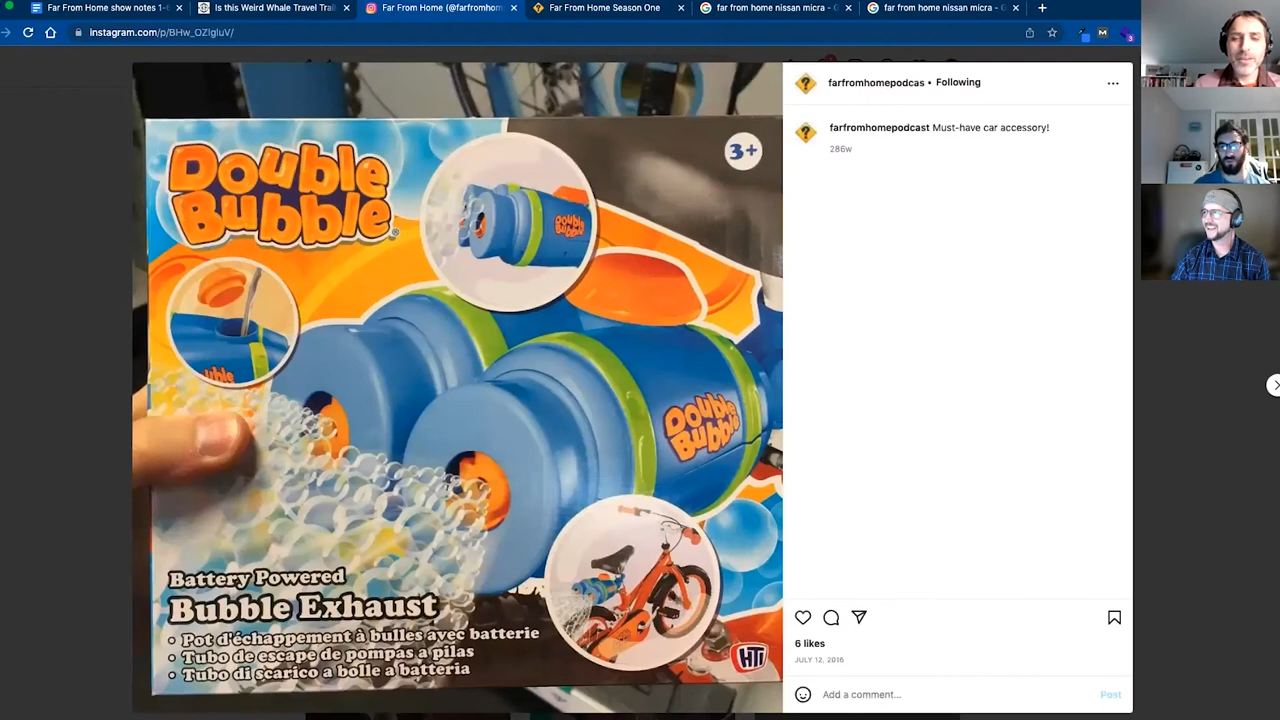 Far From Home show notes 1-
Is this Weird Whale Travel Trai
Far From Home (@farfromhom
Far From Home Season One
far from home nissan micra - G
far from home nissan micra - G
Instagram.com/p/BHw_OZlgluV/
M
3
Double
Bubble
3+
Double
Bubble
uble
Double
Bubble
Battery Powered
Bubble Exhaust
• Pot d'échappement à bulles avec batterie
• Tubo de escape de pompas a pilas
• Tubo di scarico a bolle a batteria
HTI
farfromhomepodcas • Following
farfromhomepodcast Must-have car accessory!
286w
6 likes
JULY 12, 2016
Add a comment...
Post